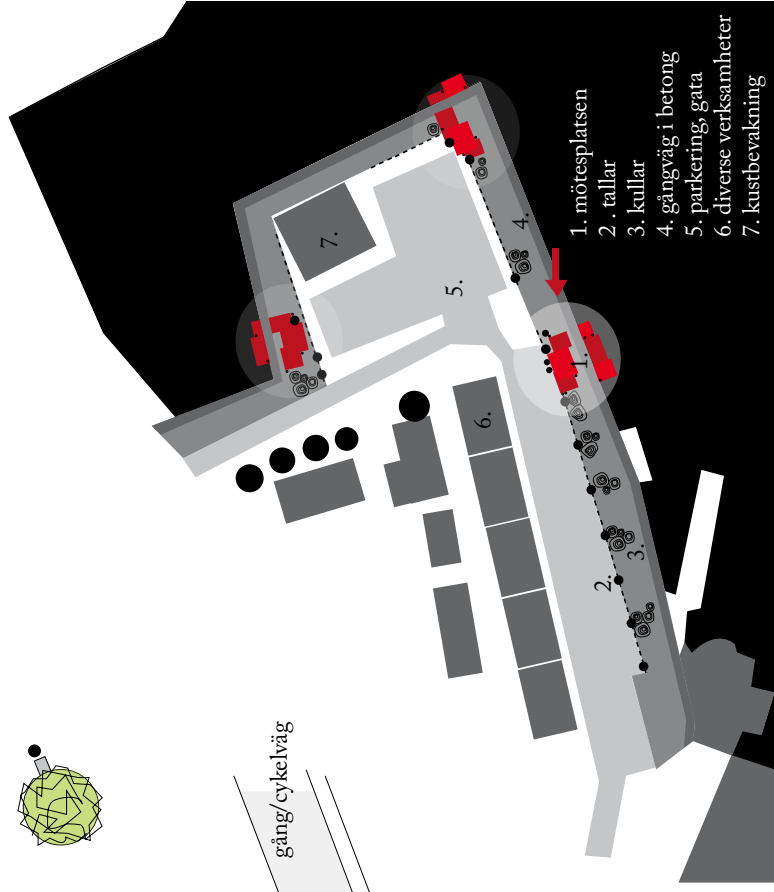 1. mötesplatsen
2 . tallar
3. kullar
4. gångväg i betong
5. parkering, gata
6. diverse verksamheter
7. kustbevakning
7.
4.
5.
1.
6.
2.
3.
gång/cykelväg